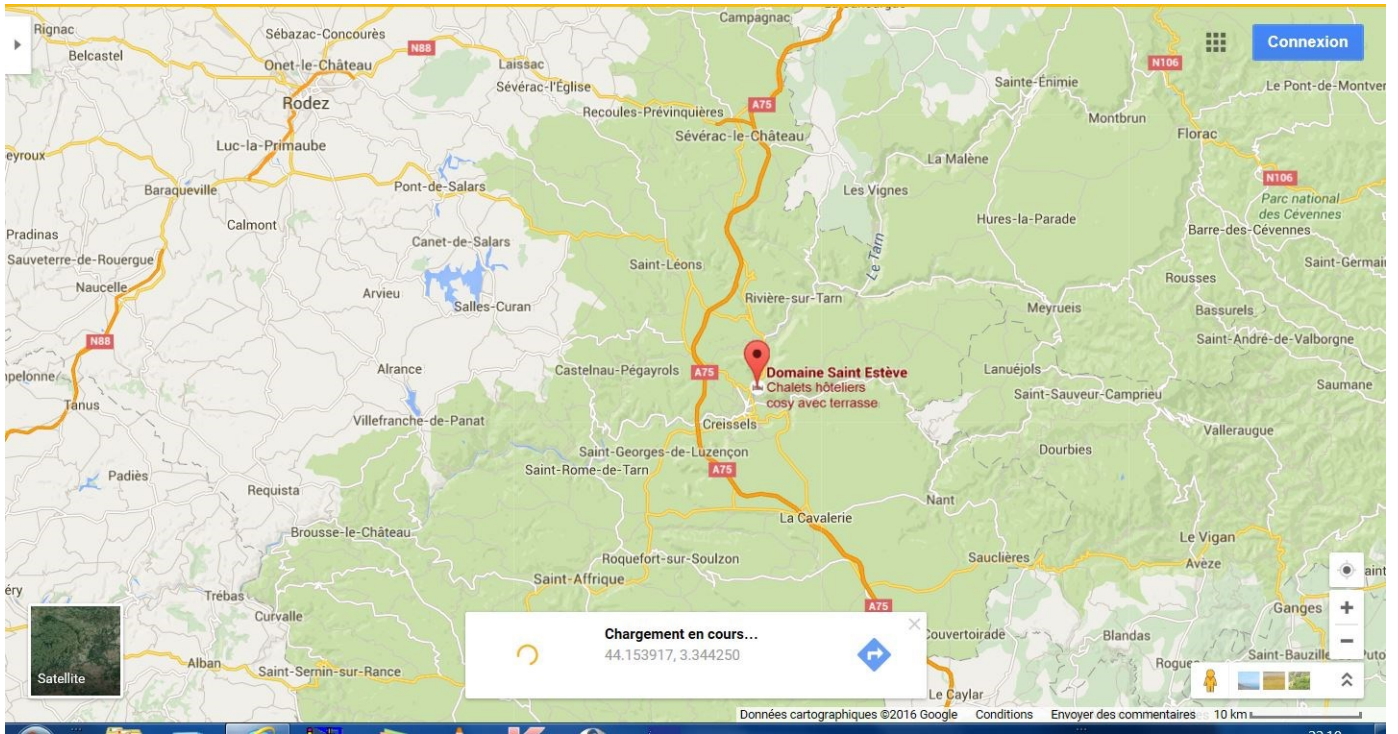 Campagnac
Rignac
Sébazac-Concourès
Connexion
Belcastel
N88
Onet-le-Château
Laissac
N106
Sévérac-l'Église
Sainte-Énimie
Le Pont-de-Montver
Rodez
A75
Recoules-Prévinquières
Montbrun
Sévérac-le-Château
Florac
Luc-la-Primaube
eyroux
La Malène
N106
Baraqueville
Pont-de-Salars
Les Vignes
Parc national
des Cévennes
Calmont
Hures-la-Parade
Pradinas
Canet-de-Salars
Le Tarn
Barre-des-Cévennes
Sauveterre-de-Rouergue
Saint-Léons
Saint-Germai
Naucelle
Arvieu
Rousses
Salles-Curan
Rivière-sur-Tarn
Meyrueis
Bassurels
N88
Saint-André-de-Valborgne
Alrance
Castelnau-Pégayrols
A75
Domaine Saint Estève
Chalets hôteliers
cosy avec terrasse
Lanuéjols
mpelonne
Saint-Sauveur-Camprieu
Saumane
Tanus
Villefranche-de-Panat
Creissels
Valleraugue
Saint-Georges-de-Luzençon
Dourbies
Saint-Rome-de-Tarn
A75
Padiès
Requista
Nant
La Cavalerie
Brousse-le-Château
Le Vigan
Roquefort-sur-Soulzon
Sauclières
Avèze
Saint-Affrique
aint
éry
Trébas
A75
Ganges
Curvalle
Chargement en cours...
44.153917, 3.344250
Couvertoirade
Blandas
Alban
Saint-Sernin-sur-Rance
Rogues
Saint-Bauzille
Puto
Satellite
Le Caylar
Données cartographiques ©2016 Google Conditions Envoyer des commentaires 10 km
22:10